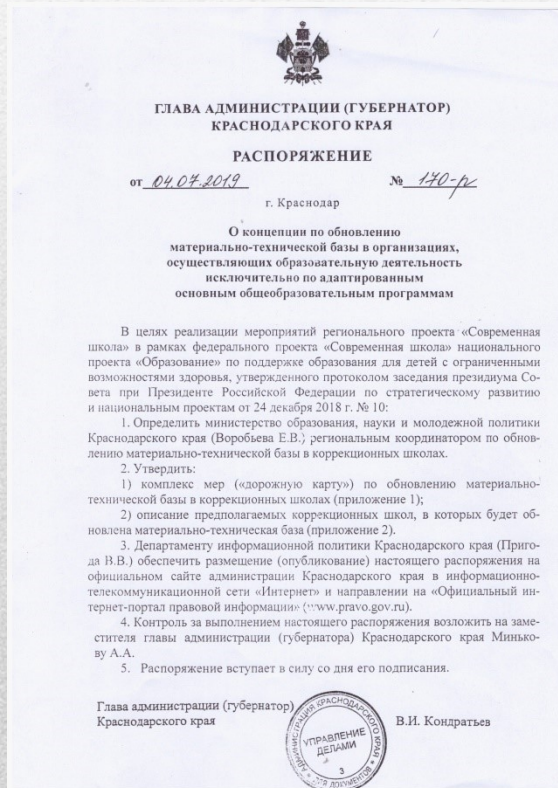 ГЛАВА АДМИНИСТРАЦИИ (ГУБЕРНАТОР)
КРАСНОДАРСКОГО КРАЯ
РАСПОРЯЖЕНИЕ
от 04.07.2019 № 170-р
г. Краснодар
О концепции по обновлению
материально-технической базы в организациях,
осуществляющих образовательную деятельность
исключительно по адаптированным
основным общеобразовательным программам
В целях реализации мероприятий регионального проекта «Современная
школа» в рамках федерального проекта «Современная школа» национального
проекта «Образование» по поддержке образования для детей с ограниченными
возможностями здоровья, утвержденного протоколом заседания президиума Со-
вета при Президенте Российской Федерации по стратегическому развитию
и национальным проектам от 24 декабря 2018 г. № 10:
1. Определить министерство образования, науки и молодежной политики
Краснодарского края (Воробьева Е.В.) региональным координатором по обнов-
лению материально-технической базы в коррекционных школах.
2. Утвердить:
1) комплекс мер («дорожную карту») по обновлению материально-
технической базы в коррекционных школах (приложение 1);
2) описание предполагаемых коррекционных школ, в которых будет об-
новлена материально-техническая база (приложение 2).
3. Департаменту информационной политики Краснодарского края (Приго-
да В.В.) обеспечить размещение (опубликование) настоящего распоряжения на
официальном сайте администрации Краснодарского края в информационно-
телекоммуникационной сети «Интернет» и направлении на «Официальный ин-
тернет-портал правовой информации» (www.pravo.gov.ru).
4. Контроль за выполнением настоящего распоряжения возложить на заме-
стителя главы администрации (губернатора) Краснодарского края Минько-
ву А.А.
5. Распоряжение вступает в силу со дня его подписания.
Глава администрации (губернатор)
Краснодарского края В.И. Кондратьев
АДМИНИСТРАЦИЯ КРАСНОДАРСКОГО КРАЯ
УПРАВЛЕНИЕ
ДЕЛАМИ
3
ДЛЯ ДОКУМЕНТОВ